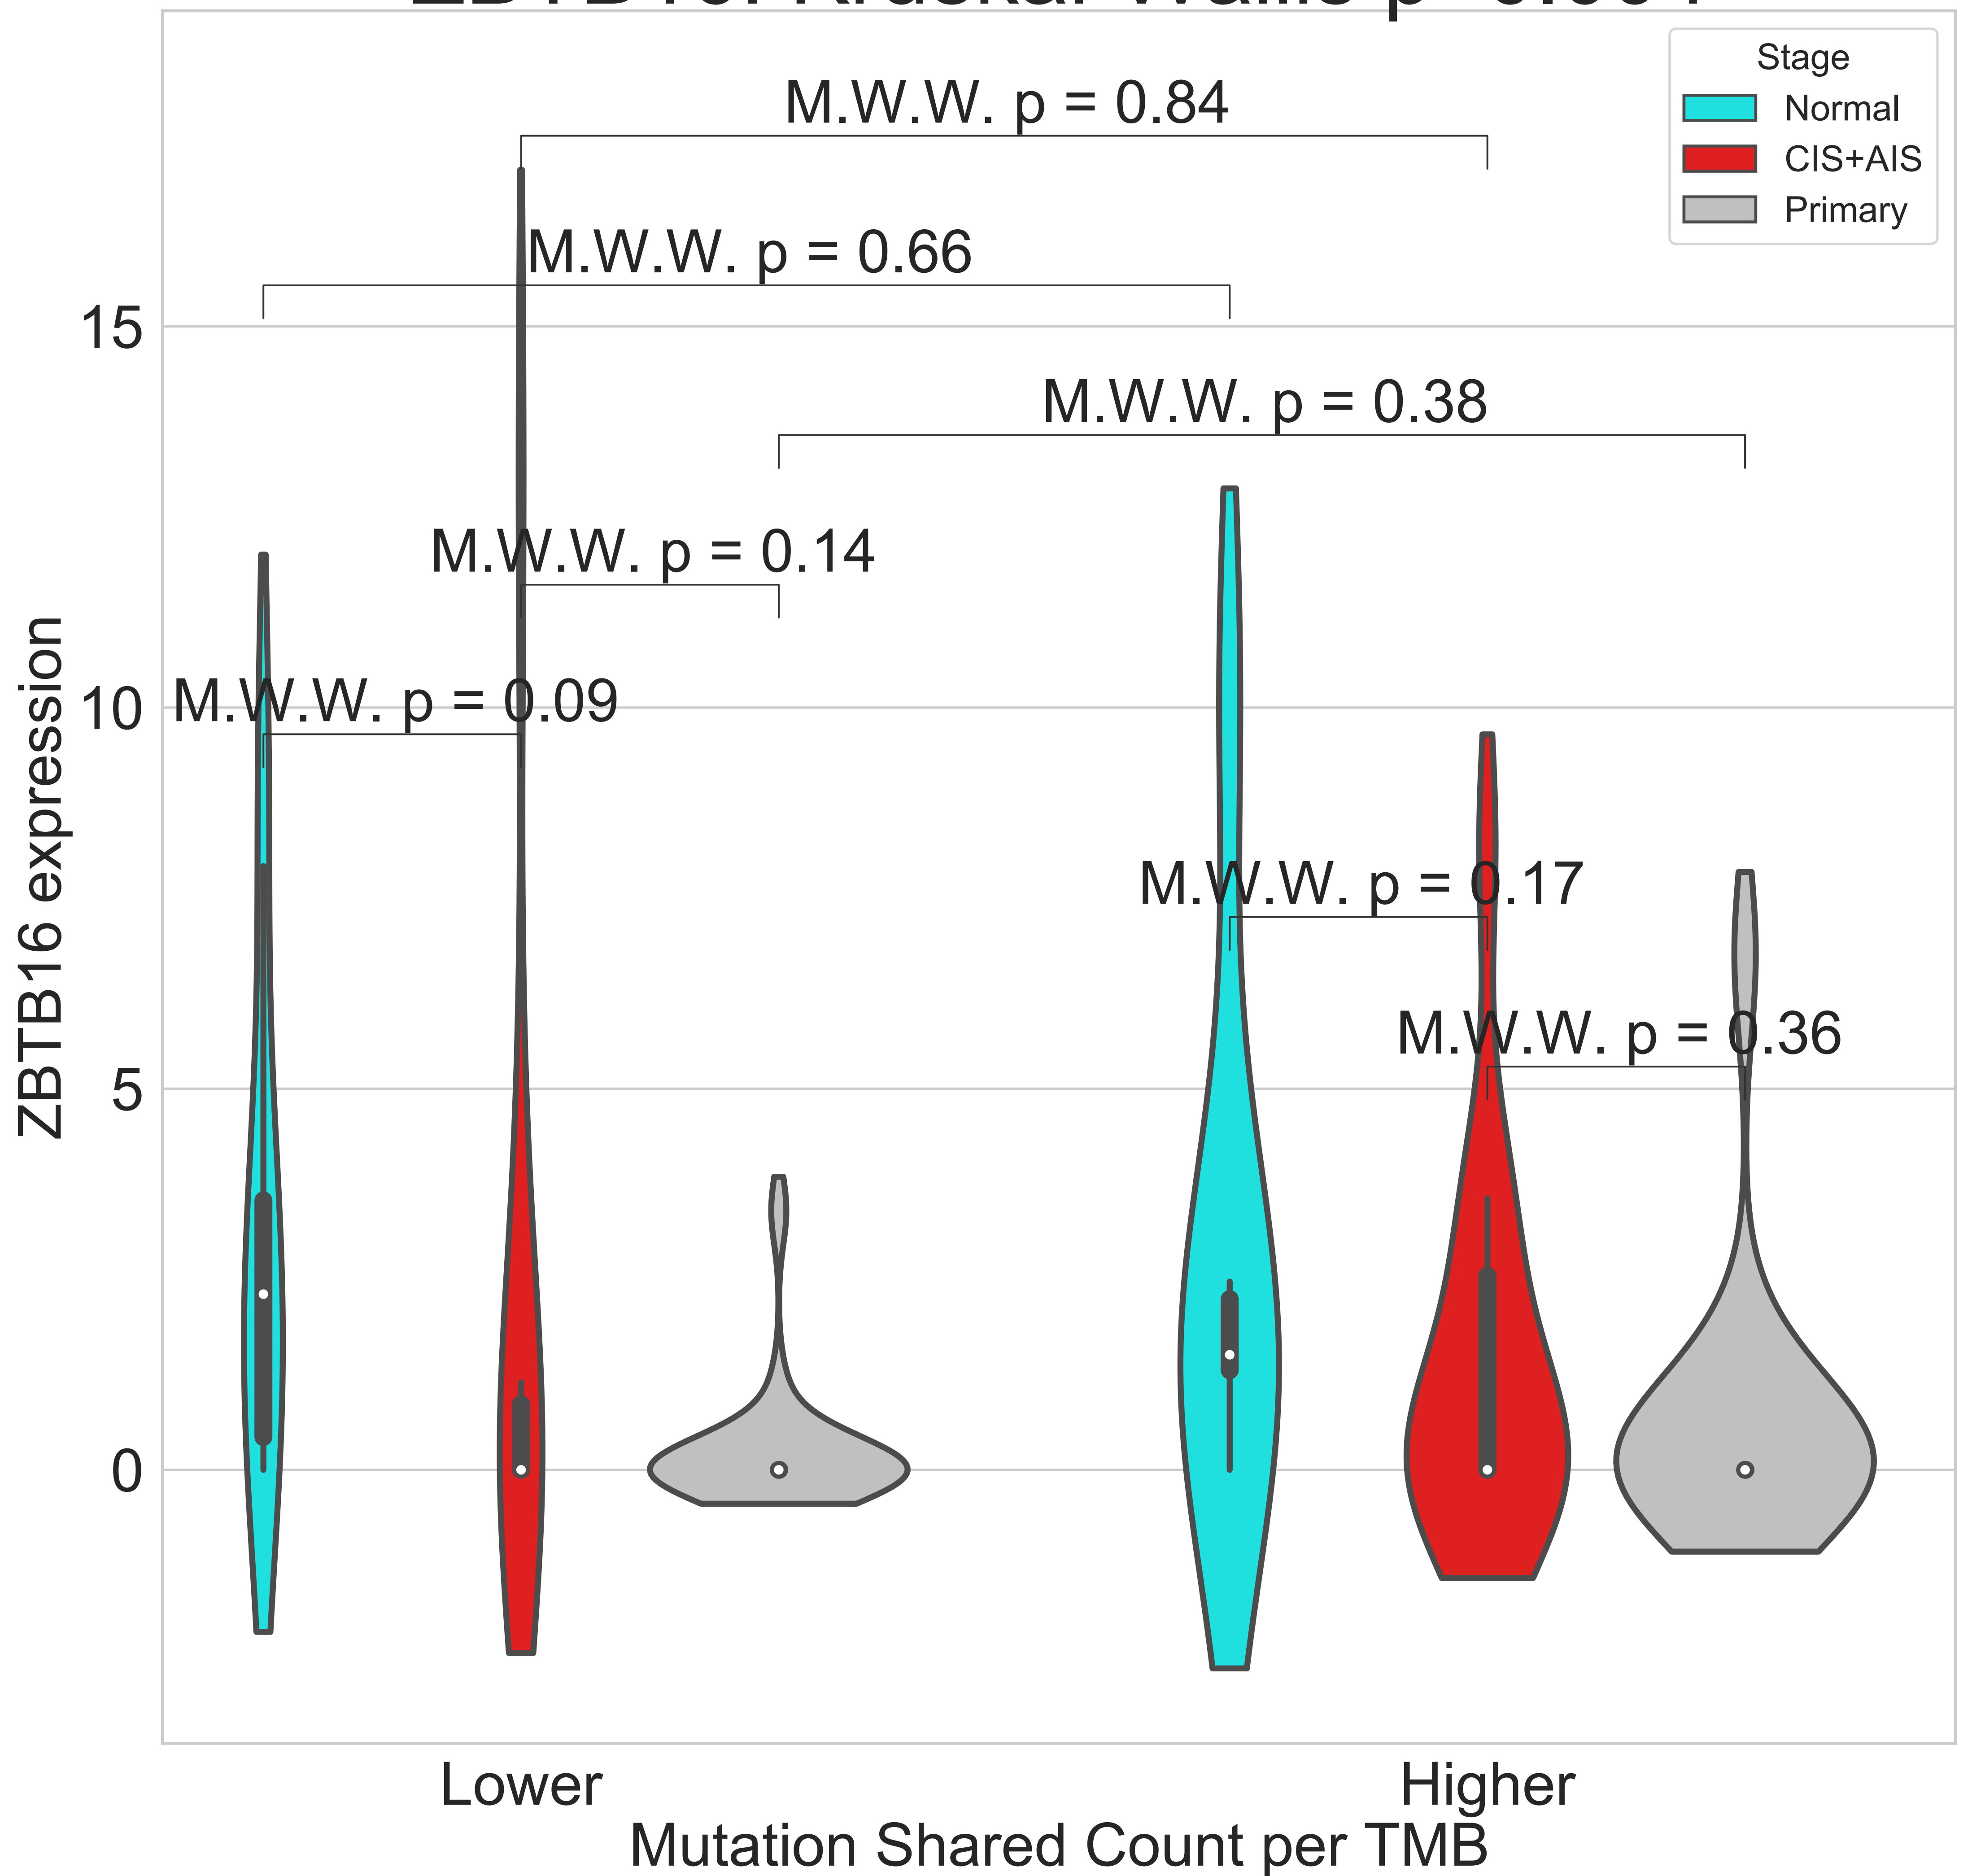 Stage
Normal
CIS+AIS
Primary
M.W.W. p = 0.84
M.W.W. p = 0.66
15
M.W.W. p = 0.38
M.W.W. p = 0.14
M.W.W. p = 0.09
10
M.W.W. p = 0.17
M.W.W. p = 0.36
5
0
ZBTB16 expression
Lower
Higher
Mutation Shared Count per TMB